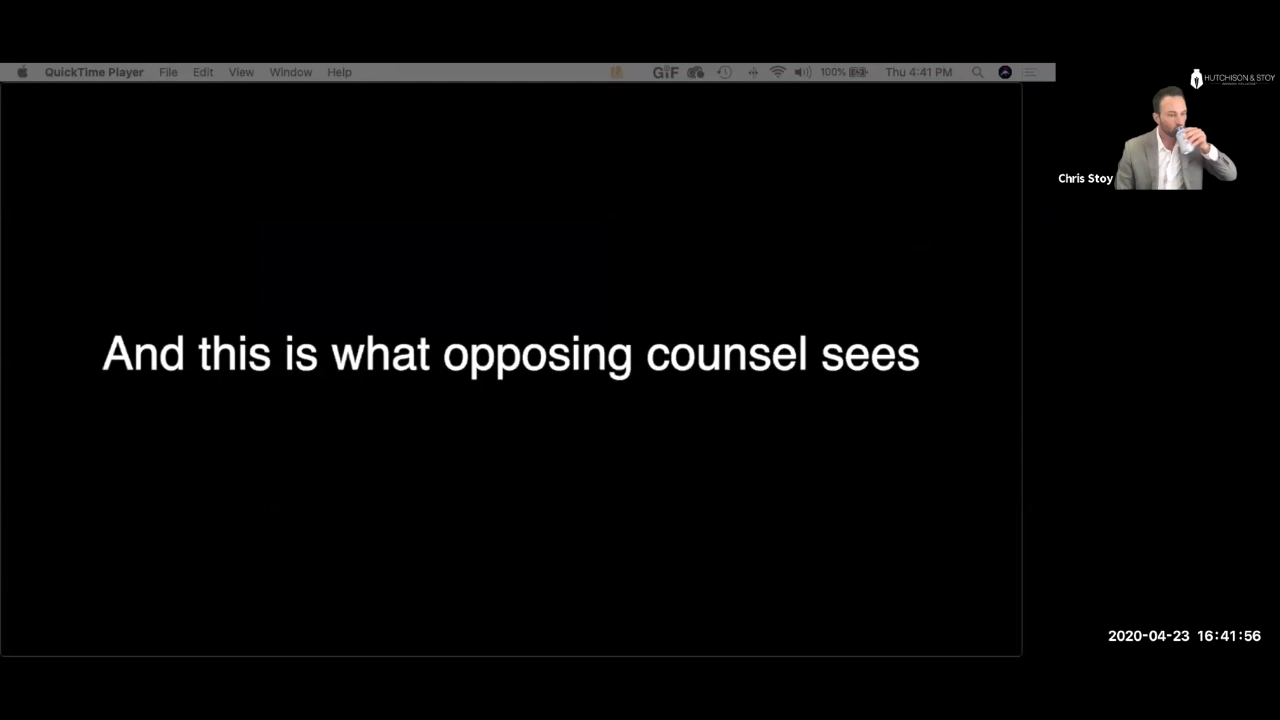 QuickTime Player File Edit View Window Help GIF 100% Thu 4:41 PM
HUTCHISON & STOY
Chris Stoy
And this is what opposing counsel sees
2020-04-23 16:41:56